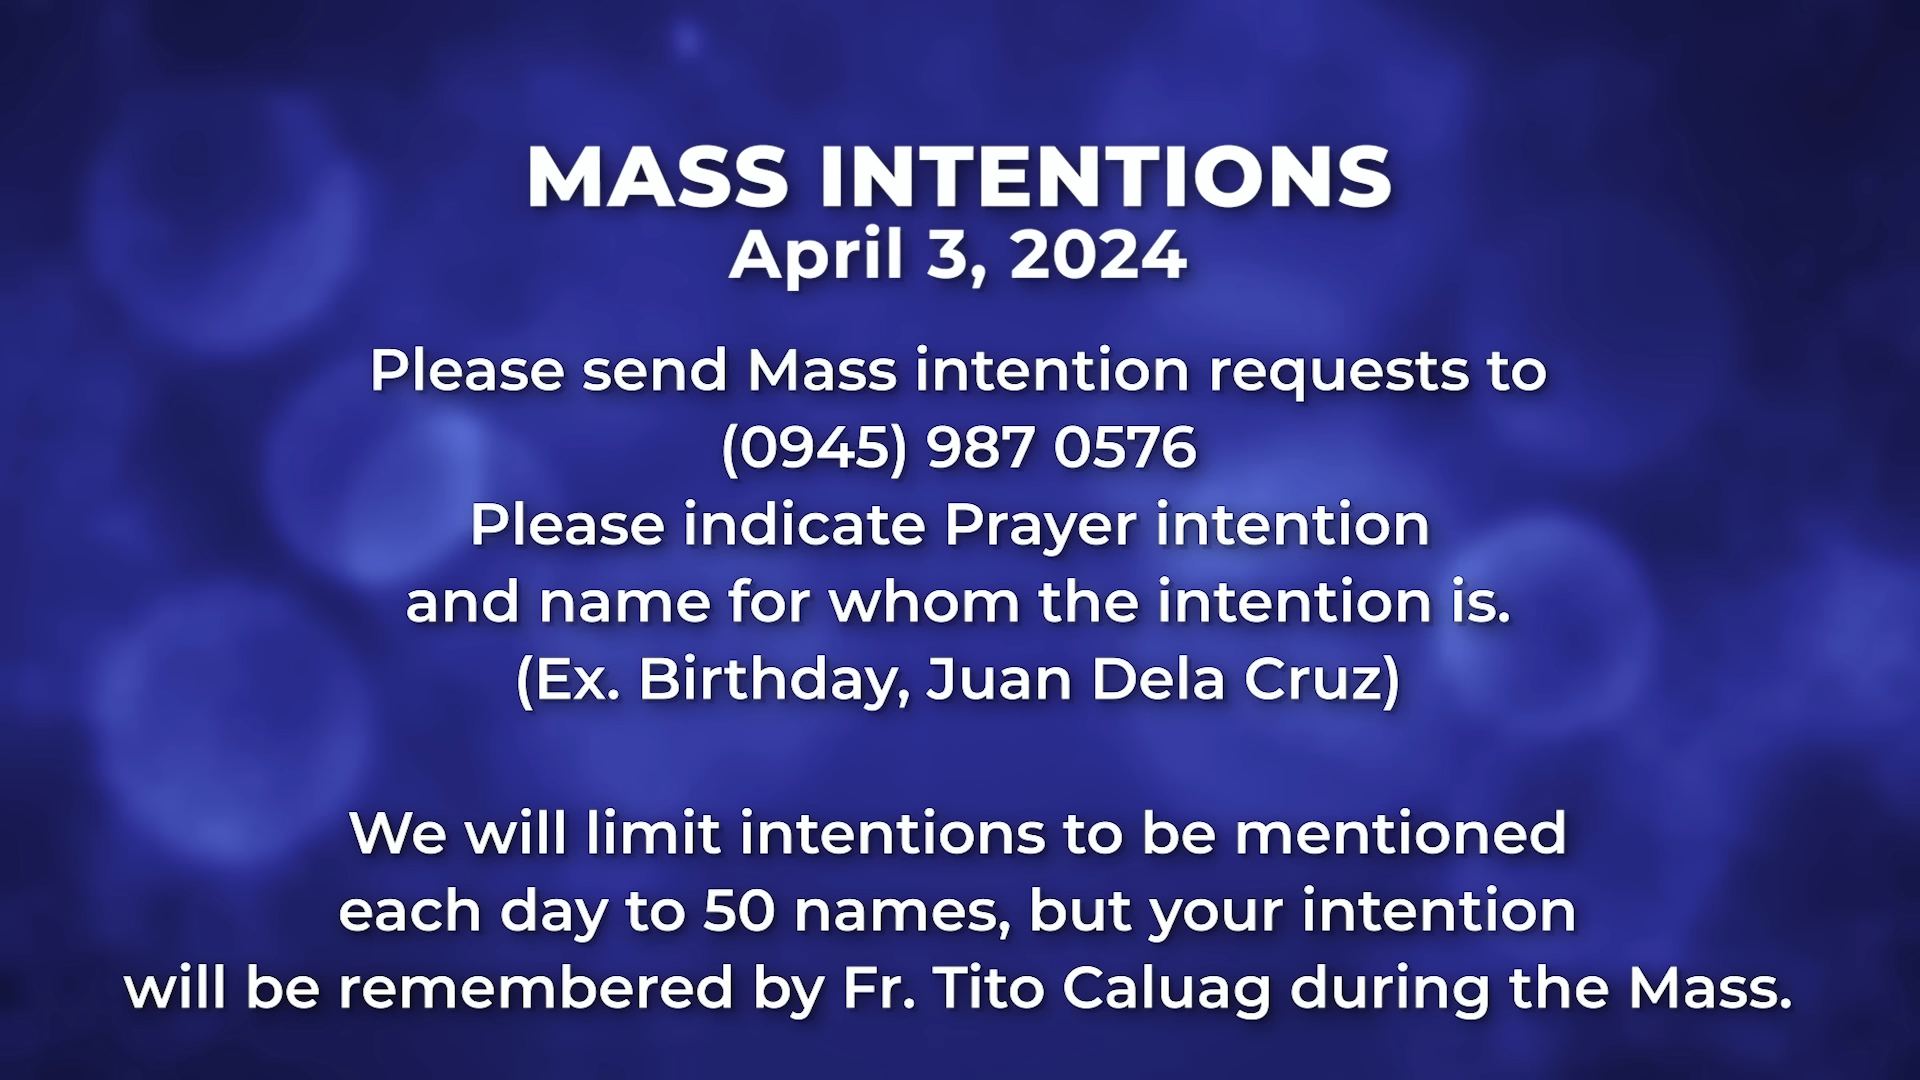 MASS INTENTIONS
April 3, 2024
Please send Mass intention requests to
(0945) 987 0576
Please indicate Prayer intention
and name for whom the intention is.
(Ex. Birthday, Juan Dela Cruz)
We will limit intentions to be mentioned
each day to 50 names, but your intention
will be remembered by Fr. Tito Caluag during the Mass.